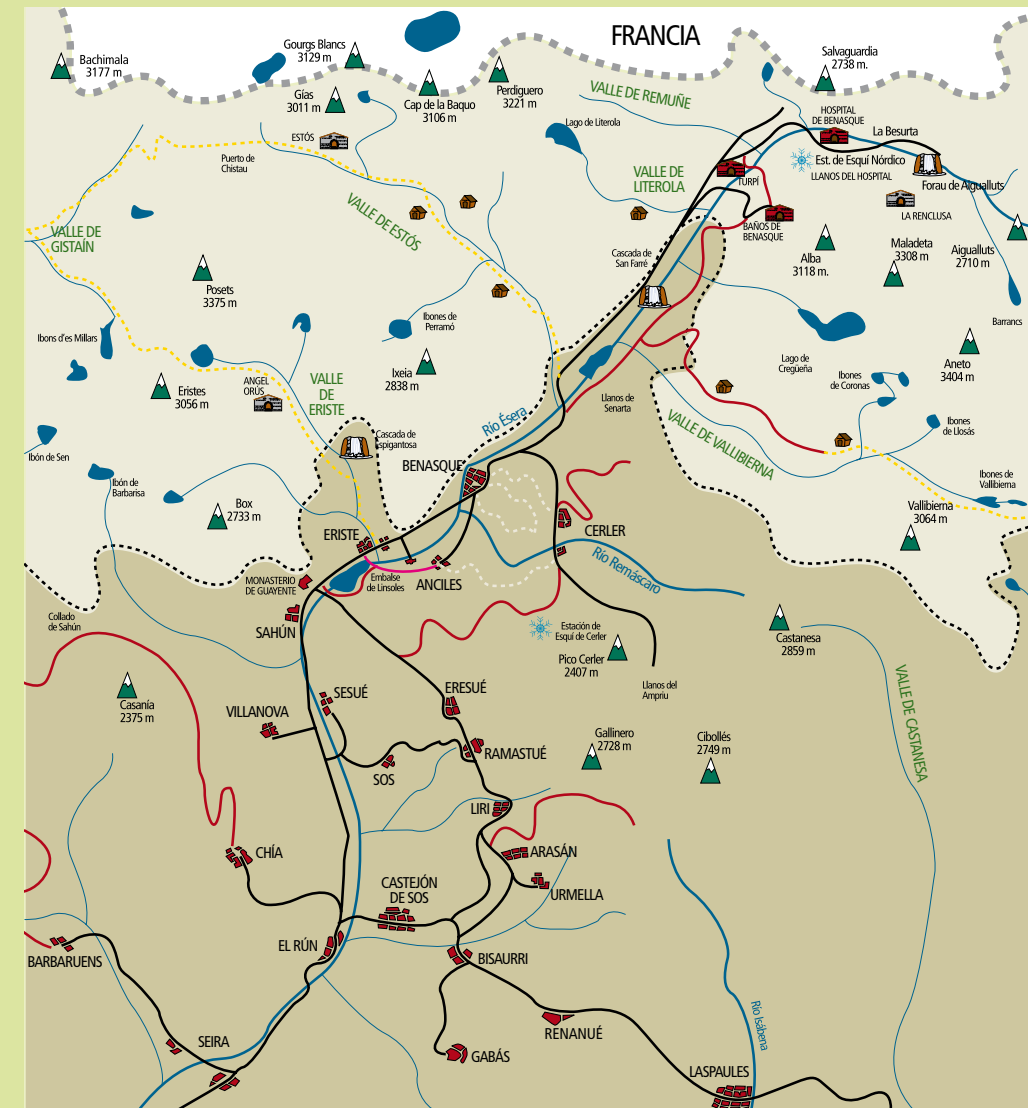 FRANCIA
Bachimala
3177 m
Gourgs Blancs
3129 m
Gías
3011 m
Cap de la Baquo
3106 m
Perdiguero
3221 m
Salvaguardia
2738 m.
VALLE DE REMUÑE
HOSPITAL
DE BENASQUE
La Besurta
Lago de Literola
ESTÓS
Puerto de
Chistau
Est. de Esquí Nórdico
LLANOS DEL HOSPITAL
Forau de Aigualluts
VALLE DE
LITEROLA
TURPÍ
LA RENCLUSA
VALLE DE ESTÓS
VALLE DE
GISTAÍN
BAÑOS DE
BENASQUE
Cascada de
San Farré
Alba
3118 m.
Maladeta
3308 m
Aigualluts
2710 m
Posets
3375 m
Ibones de
Perramó
Barrancs
Ibons d'es Millars
Lago de
Cregüeña
Aneto
3404 m
Ixeia
2838 m
Eristes
3056 m
ANGEL
ORÚS
VALLE
DE
ERISTE
Ibones
de Coronas
Llanos de
Senarta
Río Ésera
VALLE DE VALLIBIERNA
Ibones
de Llosás
Cascada de
Espigantosa
Ibón de Sen
BENASQUE
Ibones de
Vallibierna
Ibón de
Barbarisa
Box
2733 m
Vallibierna
3064 m
ERISTE
CERLER
Río Remáscaro
MONASTERIO
DE GUAYENTE
Embalse
de Linsoles
ANCILES
Collado
de Sahún
SAHÚN
Estación de
Esquí de Cerler
Pico Cerler
2407 m
Castanesa
2859 m
Llanos del
Ampriu
VALLE DE CASTANESA
Casanía
2375 m
SESUÉ
ERESUÉ
VILLANOVA
Gallinero
2728 m
Cibollés
2749 m
RAMASTUÉ
SOS
LIRI
CHÍA
ARASÁN
CASTEJÓN
DE SOS
URMELLA
EL RÚN
BARBARUENS
BISAURRI
Río Isábena
RENANUÉ
SEIRA
GABÁS
LASPAULES